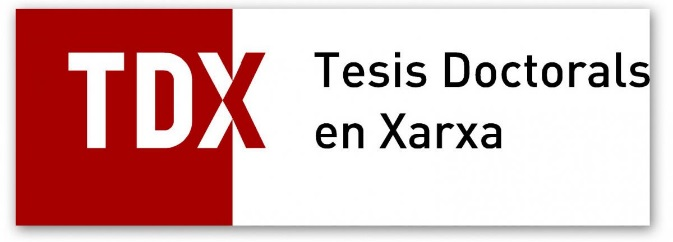 TDX
Tesis Doctorals
en Xarxa